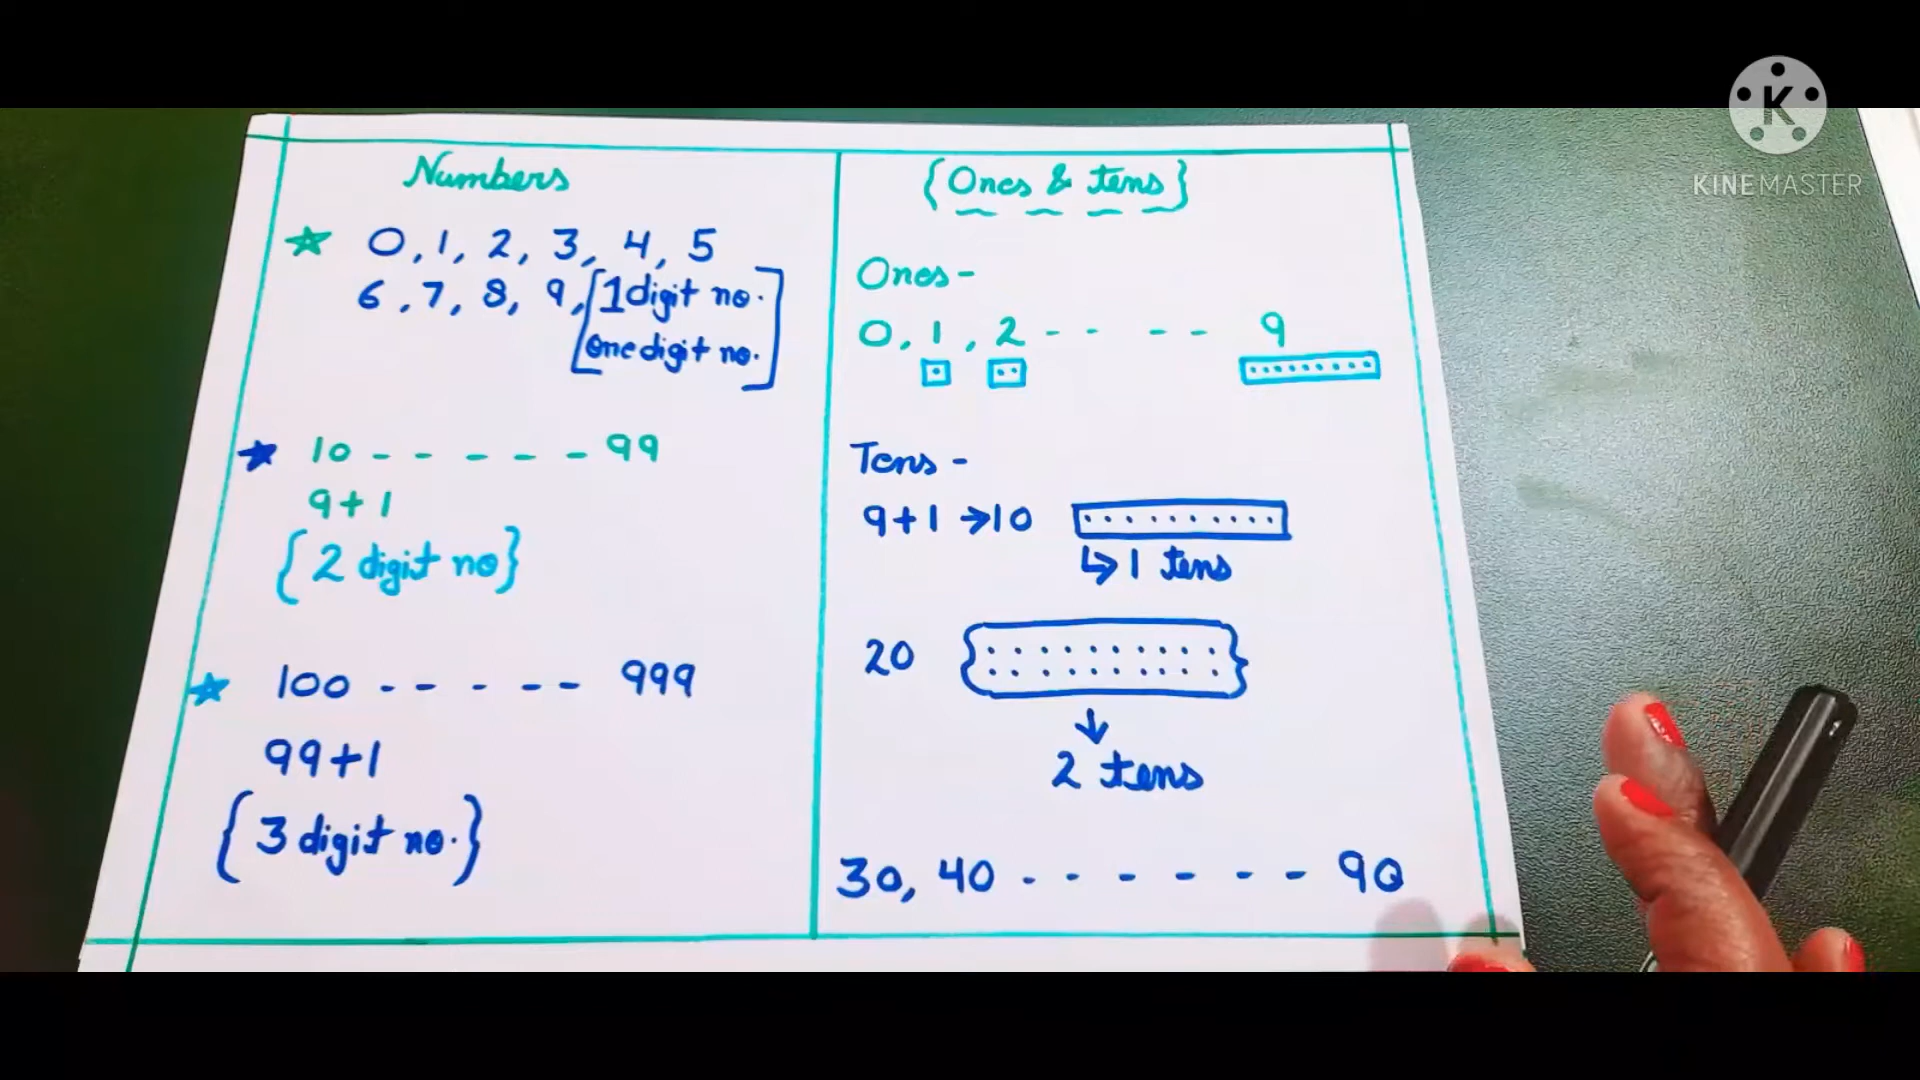 Numbers
0, 1, 2, 3, 4, 5
6, 7, 8, 9, [1 digit no.
one digit no.]
10 - - - - - 99
9+1
{2 digit no}
100 - - - - - 999
99+1
{3 digit no.}
{Ones & tens}
Ones -
0, 1, 2 - - - - 9
Tens -
9+1 → 10
↳ 1 tens
20
↓
2 tens
30, 40 - - - - - - 90
K
KINEMASTER